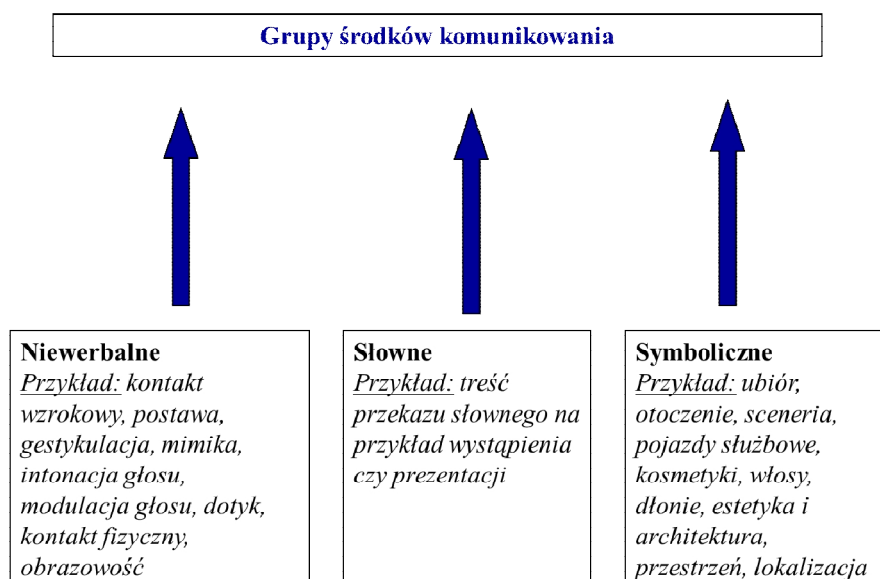 Grupy środków komunikowania
Niewerbalne
Przykład: kontakt
wzrokowy, postawa,
gestykulacja, mimika,
intonacja głosu,
modulacja głosu, dotyk,
kontakt fizyczny,
obrazowość
Słowne
Przykład: treść
przekazu słownego na
przykład wystąpienia
czy prezentacji
Symboliczne
Przykład: ubiór,
otoczenie, sceneria,
pojazdy służbowe,
kosmetyki, włosy,
dłonie, estetyka i
architektura,
przestrzeń, lokalizacja